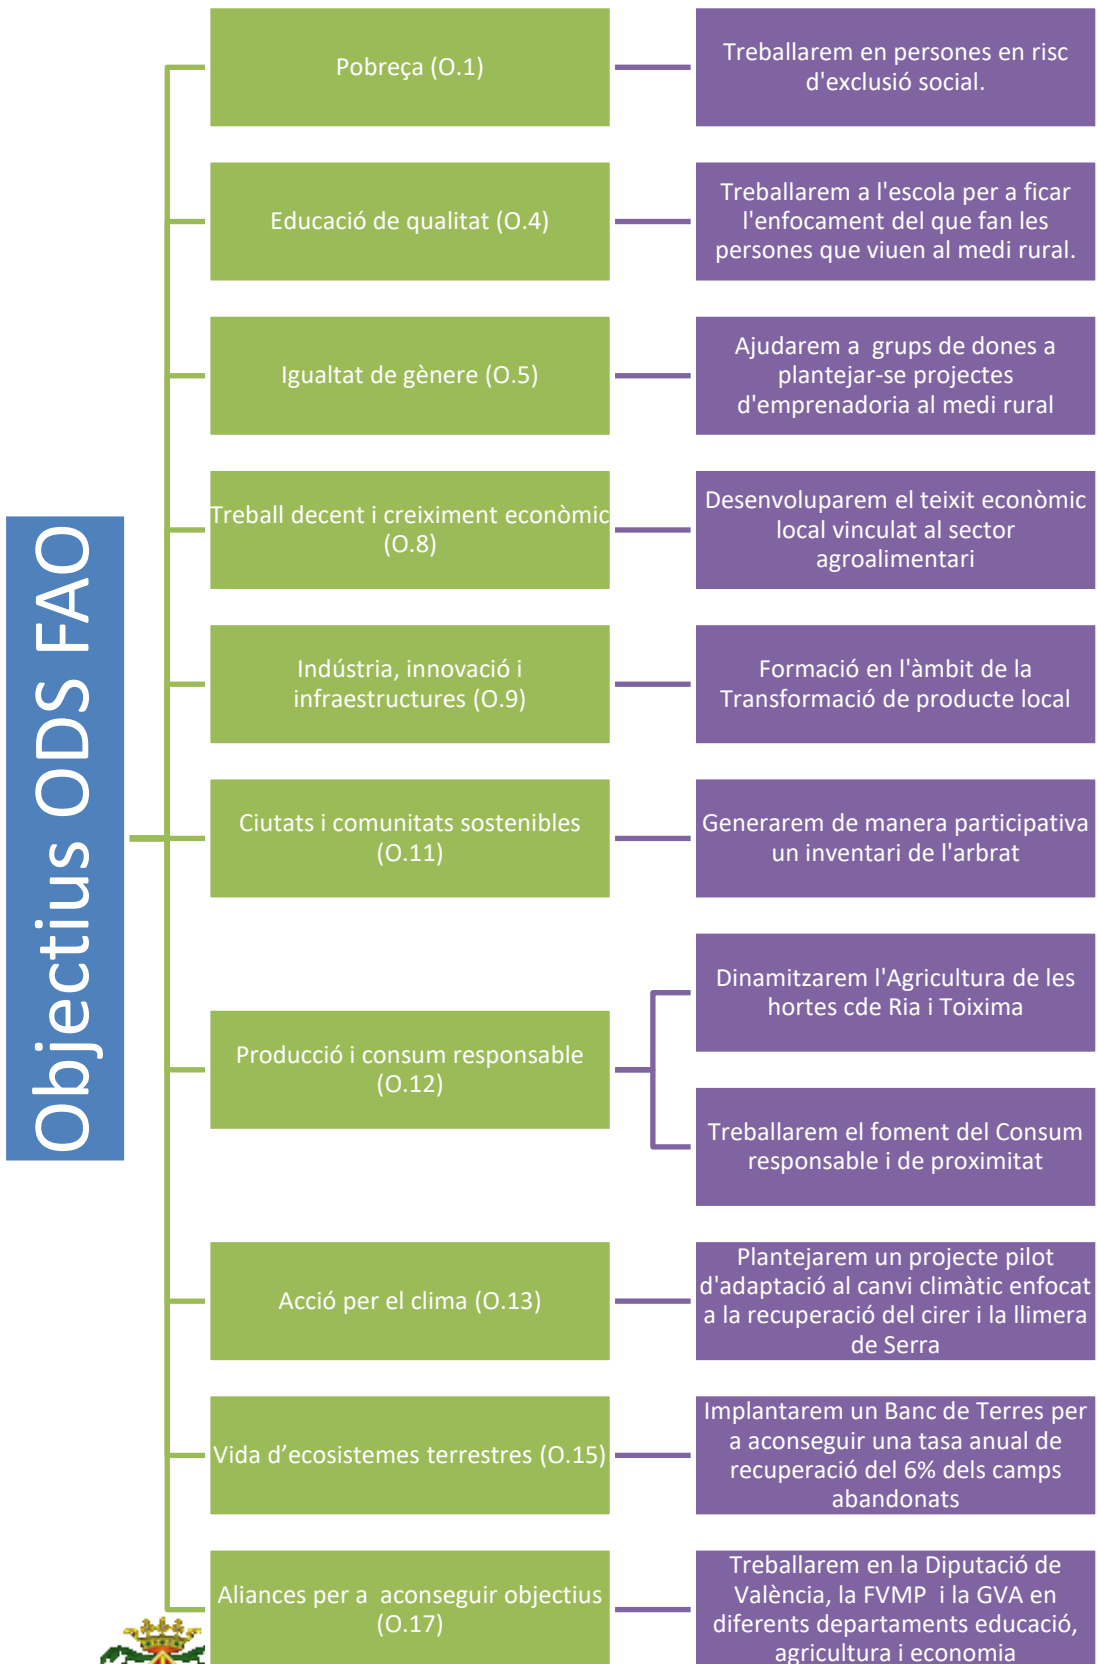 Objectius ODS FAO
Pobreça (O.1)
Treballarem en persones en risc
d'exclusió social.
Educació de qualitat (O.4)
Treballarem a l'escola per a ficar
l'enfocament del que fan les
persones que viuen al medi rural.
Igualtat de gènere (O.5)
Ajudarem a  grups de dones a
plantejar-se projectes
d'emprenadoria al medi rural
Treball decent i creiximent econòmic
(O.8)
Desenvoluparem el teixit econòmic
local vinculat al sector
agroalimentari
Indústria, innovació i
infraestructures (O.9)
Formació en l'àmbit de la
Transformació de producte local
Ciutats i comunitats sostenibles
(O.11)
Generarem de manera participativa
un inventari de l'arbrat
Producció i consum responsable
(O.12)
Dinamitzarem l'Agricultura de les
hortes cde Ria i Toixima
Treballarem el foment del Consum
responsable i de proximitat
Acció per el clima (O.13)
Plantejarem un projecte pilot
d'adaptació al canvi climàtic enfocat
a la recuperació del cirer i la llimera
de Serra
Vida d’ecosistemes terrestres (O.15)
Implantarem un Banc de Terres per
a aconseguir una tasa anual de
recuperació del 6% dels camps
abandonats
Aliances per a  aconseguir objectius
(O.17)
Treballarem en la Diputació de
València, la FVMP  i la GVA en
diferents departaments educació,
agricultura i economia